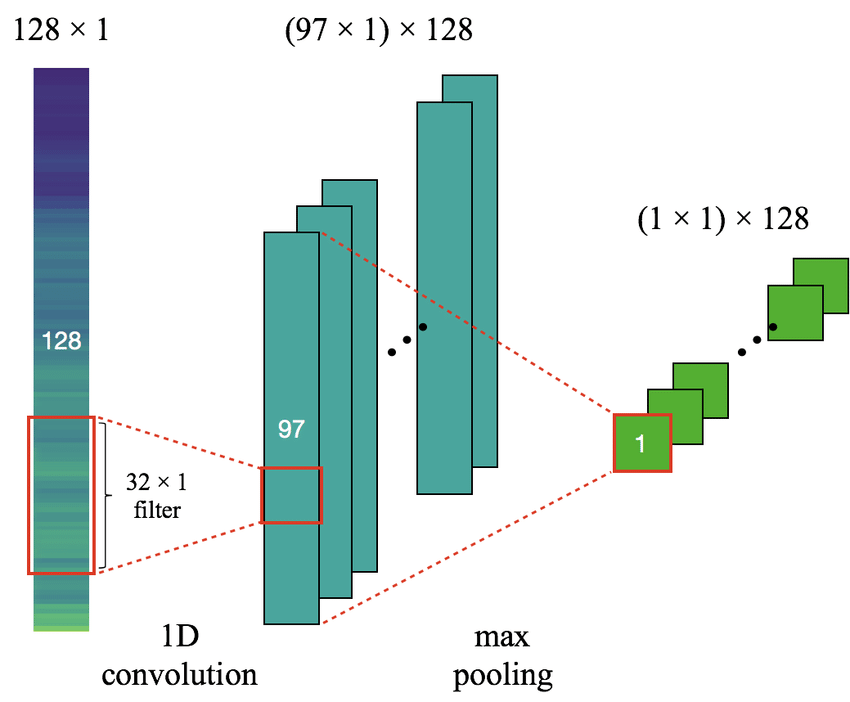 128 × 1
(97 × 1) × 128
(1 × 1) × 128
128
97
1
32 × 1
filter
1D
convolution
max
pooling